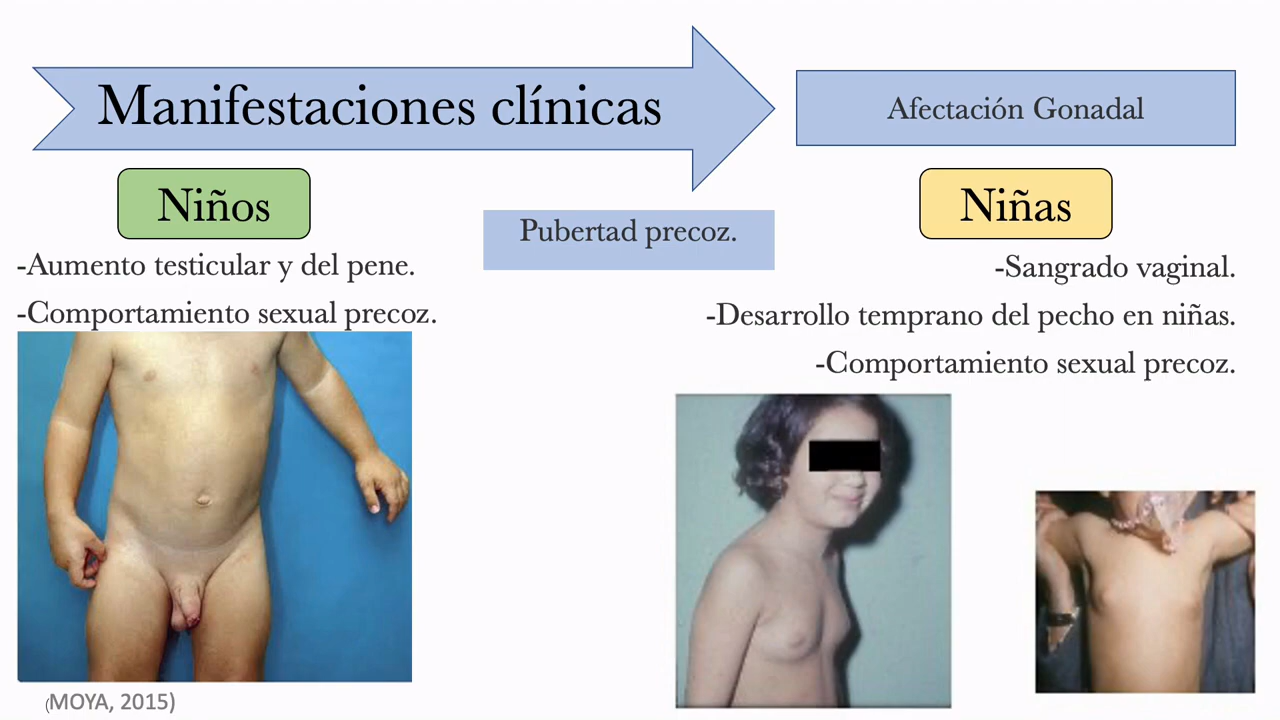 Manifestaciones clínicas
Afectación Gonadal
Niños
Niñas
Pubertad precoz.
-Aumento testicular y del pene.
-Comportamiento sexual precoz.
-Sangrado vaginal.
-Desarrollo temprano del pecho en niñas.
-Comportamiento sexual precoz.
(MOYA, 2015)